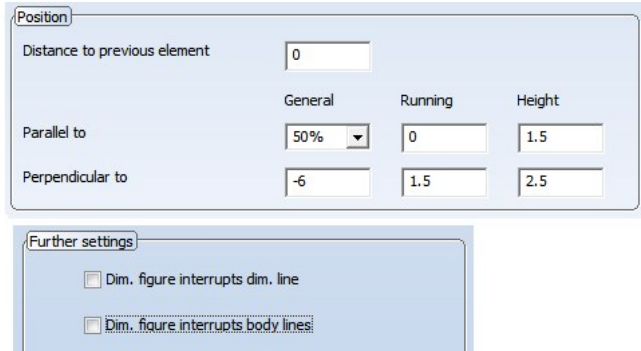 Position
Distance to previous element 0
General Running Height
Parallel to 50% 0 1.5
Perpendicular to -6 1.5 2.5
Further settings
Dim. figure interrupts dim. line
Dim. figure interrupts body lines